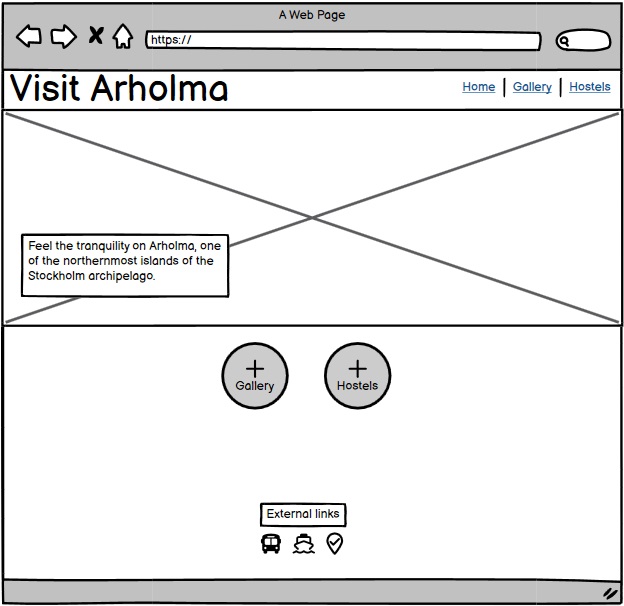 A Web Page
https://
Visit Arholma
Home
Gallery
Hostels
Feel the tranquility on Arholma, one
of the northernmost islands of the
Stockholm archipelago.
Gallery
Hostels
External links